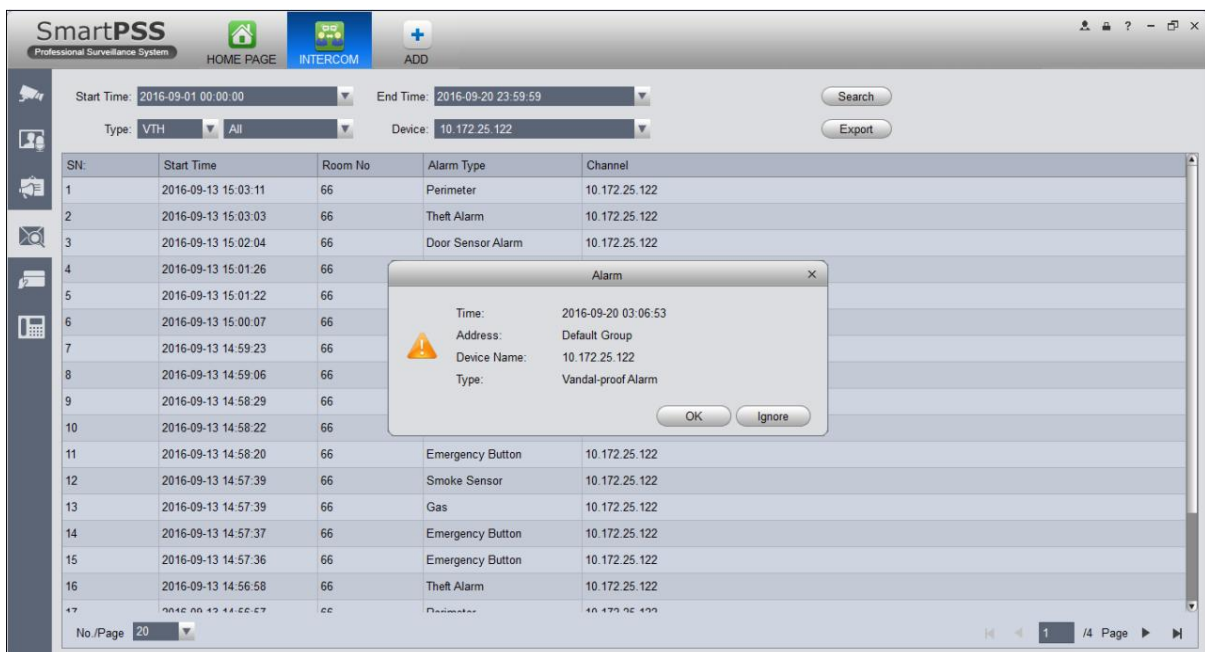 SmartPSS
Professional Surveillance System
HOME PAGE
INTERCOM
ADD
?
Start Time: 2016-09-01 00:00:00 End Time: 2016-09-20 23:59:59 Search
Type: VTH All Device: 10.172.25.122 Export
SN: Start Time Room No Alarm Type Channel
1 2016-09-13 15:03:11 66 Perimeter 10.172.25.122
2 2016-09-13 15:03:03 66 Theft Alarm 10.172.25.122
3 2016-09-13 15:02:04 66 Door Sensor Alarm 10.172.25.122
4 2016-09-13 15:01:26 66
5 2016-09-13 15:01:22 66
6 2016-09-13 15:00:07 66
7 2016-09-13 14:59:23 66
8 2016-09-13 14:59:06 66
9 2016-09-13 14:58:29 66
10 2016-09-13 14:58:22 66
Alarm
Time: 2016-09-20 03:06:53
Address: Default Group
Device Name: 10.172.25.122
Type: Vandal-proof Alarm
OK Ignore
11 2016-09-13 14:58:20 66 Emergency Button 10.172.25.122
12 2016-09-13 14:57:39 66 Smoke Sensor 10.172.25.122
13 2016-09-13 14:57:39 66 Gas 10.172.25.122
14 2016-09-13 14:57:37 66 Emergency Button 10.172.25.122
15 2016-09-13 14:57:36 66 Emergency Button 10.172.25.122
16 2016-09-13 14:56:58 66 Theft Alarm 10.172.25.122
17 2016-09-13 14:56:57 66 Perimeter 10.172.25.122
No./Page 20 1 /4 Page